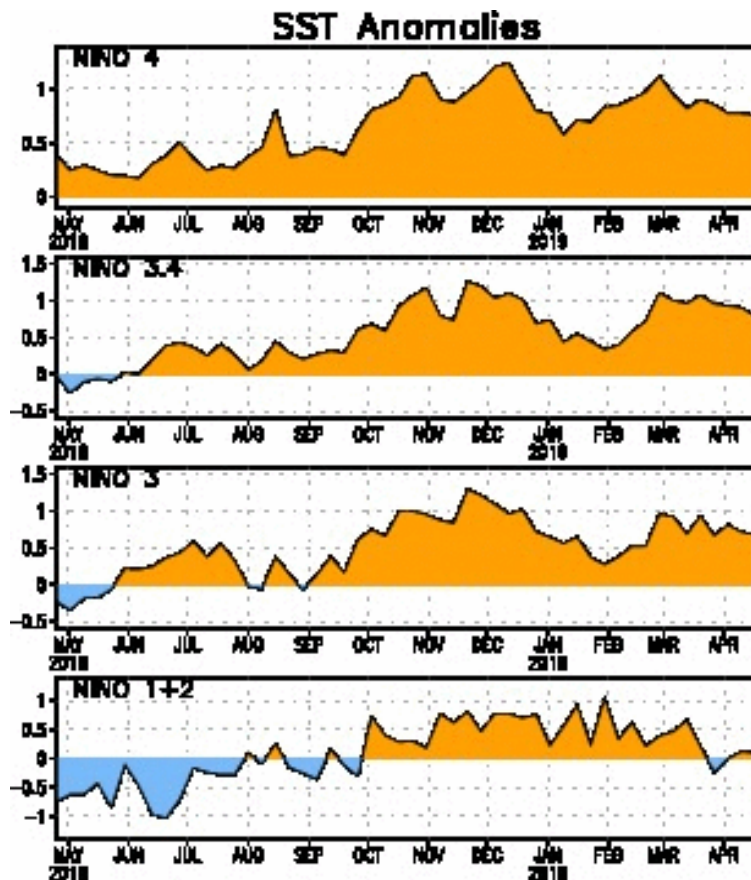 SST Anomalies
NINO 4
1
0.5
0
MAY JUN JUL AUG SEP OCT NOV DEC JAN FEB MAR APR
2018 2019
NINO 3.4
1.5
1
0.5
0
-0.5
MAY JUN JUL AUG SEP OCT NOV DEC JAN FEB MAR APR
2018 2019
NINO 3
1.5
1
0.5
0
-0.5
MAY JUN JUL AUG SEP OCT NOV DEC JAN FEB MAR APR
2018 2019
NINO 1+2
1
0.5
0
-0.5
-1
MAY JUN JUL AUG SEP OCT NOV DEC JAN FEB MAR APR
2018 2019